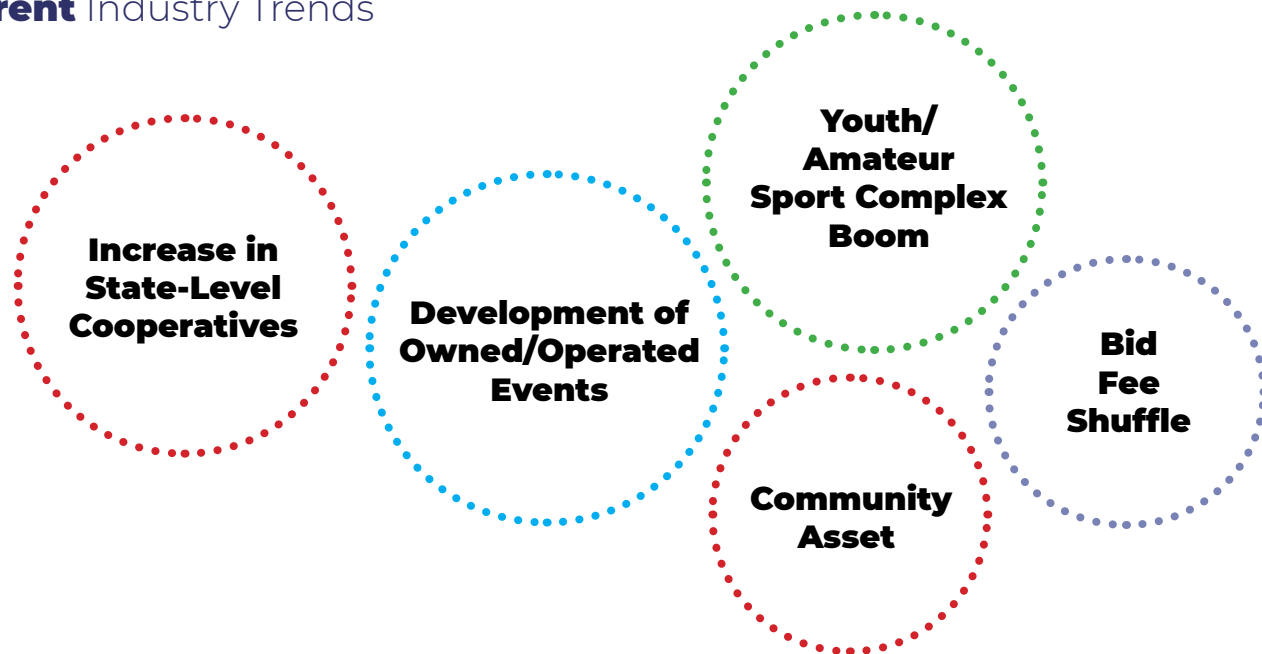 rent Industry Trends
Increase in
State-Level
Cooperatives
Development of
Owned/Operated
Events
Youth/
Amateur
Sport Complex
Boom
Community
Asset
Bid
Fee
Shuffle